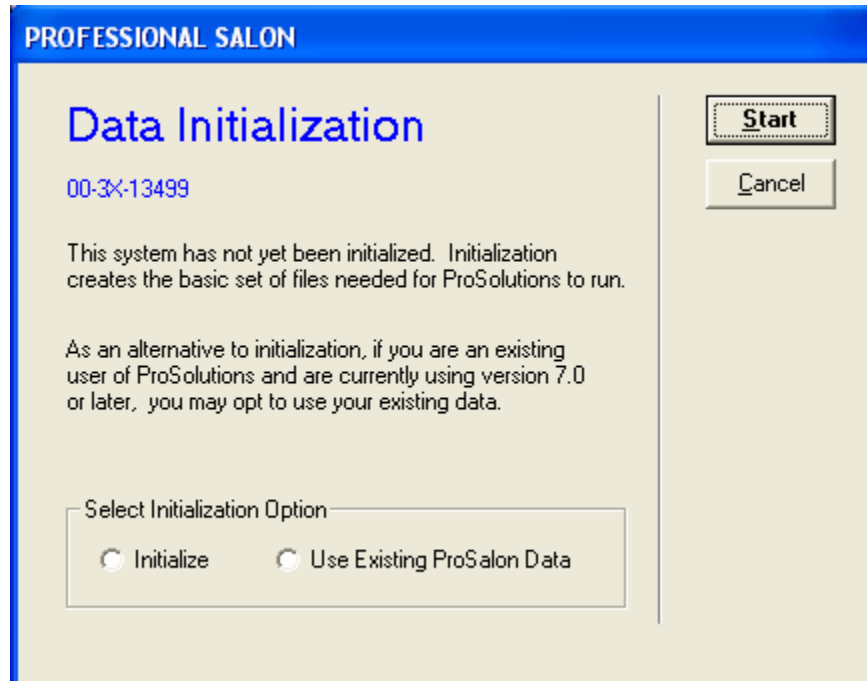 PROFESSIONAL SALON
Data Initialization
00-3X-13499
This system has not yet been initialized.  Initialization
creates the basic set of files needed for ProSolutions to run.
As an alternative to initialization, if you are an existing
user of ProSolutions and are currently using version 7.0
or later,  you may opt to use your existing data.
Select Initialization Option
Initialize
Use Existing ProSalon Data
Start
Cancel